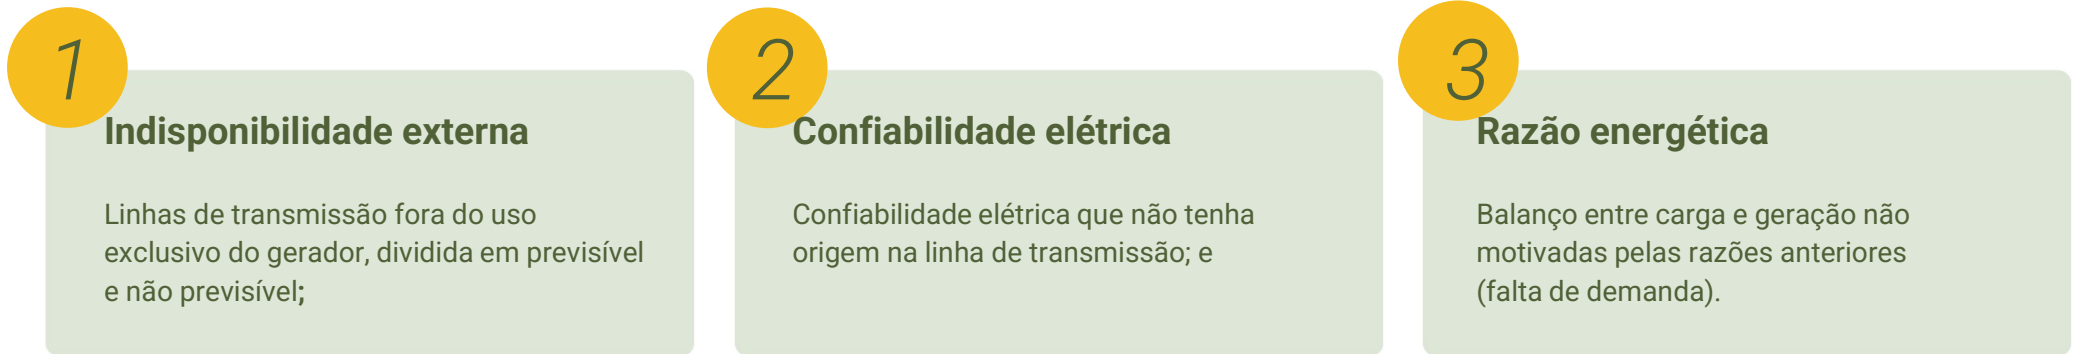 1
Indisponibilidade externa
Linhas de transmissão fora do uso
exclusivo do gerador, dividida em previsível
e não previsível;
2
Confiabilidade elétrica
Confiabilidade elétrica que não tenha
origem na linha de transmissão; e
3
Razão energética
Balanço entre carga e geração não
motivadas pelas razões anteriores
(falta de demanda).